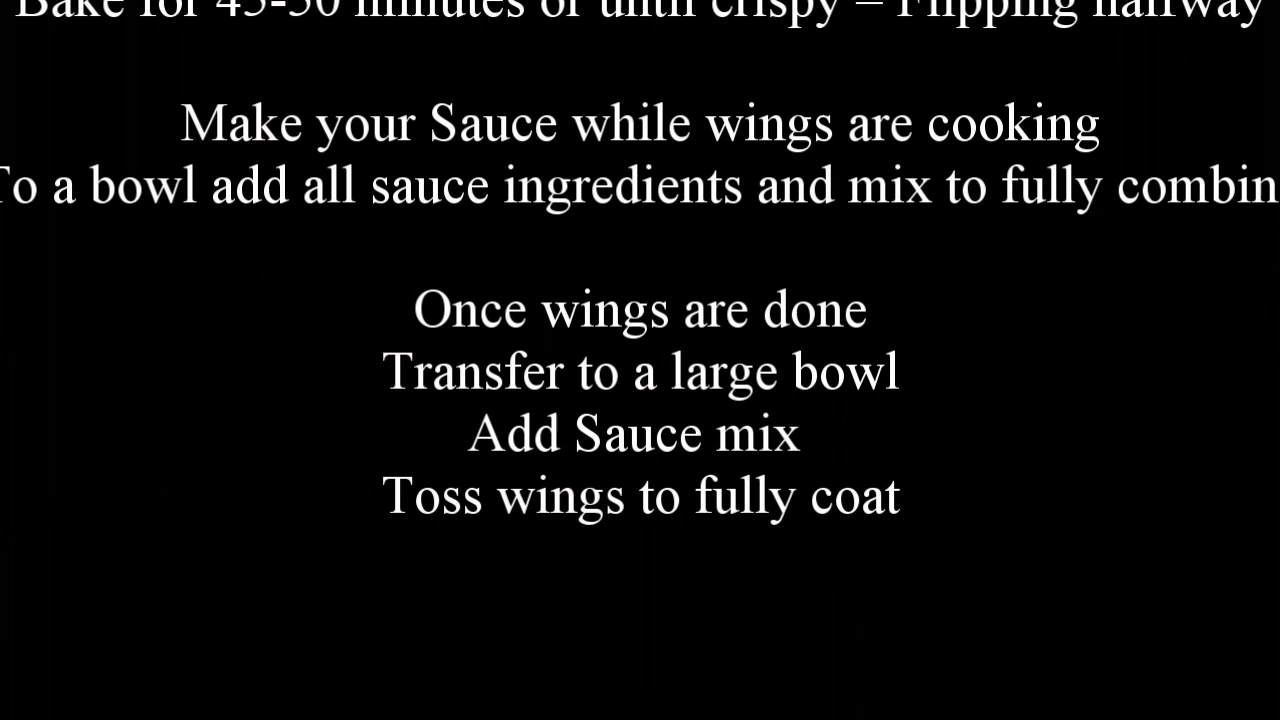 Bake for 45-50 minutes or until crispy – Flipping halfway
Make your Sauce while wings are cooking
To a bowl add all sauce ingredients and mix to fully combin
Once wings are done
Transfer to a large bowl
Add Sauce mix
Toss wings to fully coat